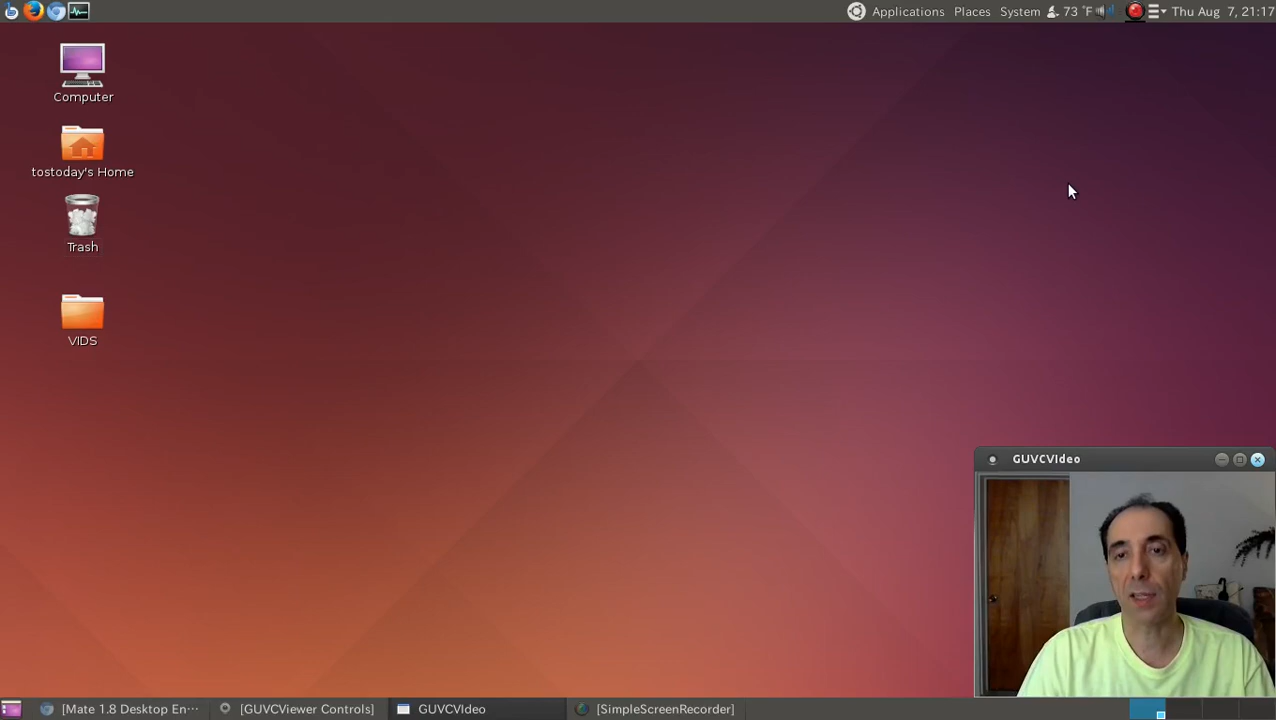 Applications Places System 73 °F Thu Aug 7, 21:17
Computer
tostoday's Home
Trash
VIDS
GUVCVIdeo
[Mate 1.8 Desktop En··· [GUVCViewer Controls] GUVCVIdeo [SimpleScreenRecorder]